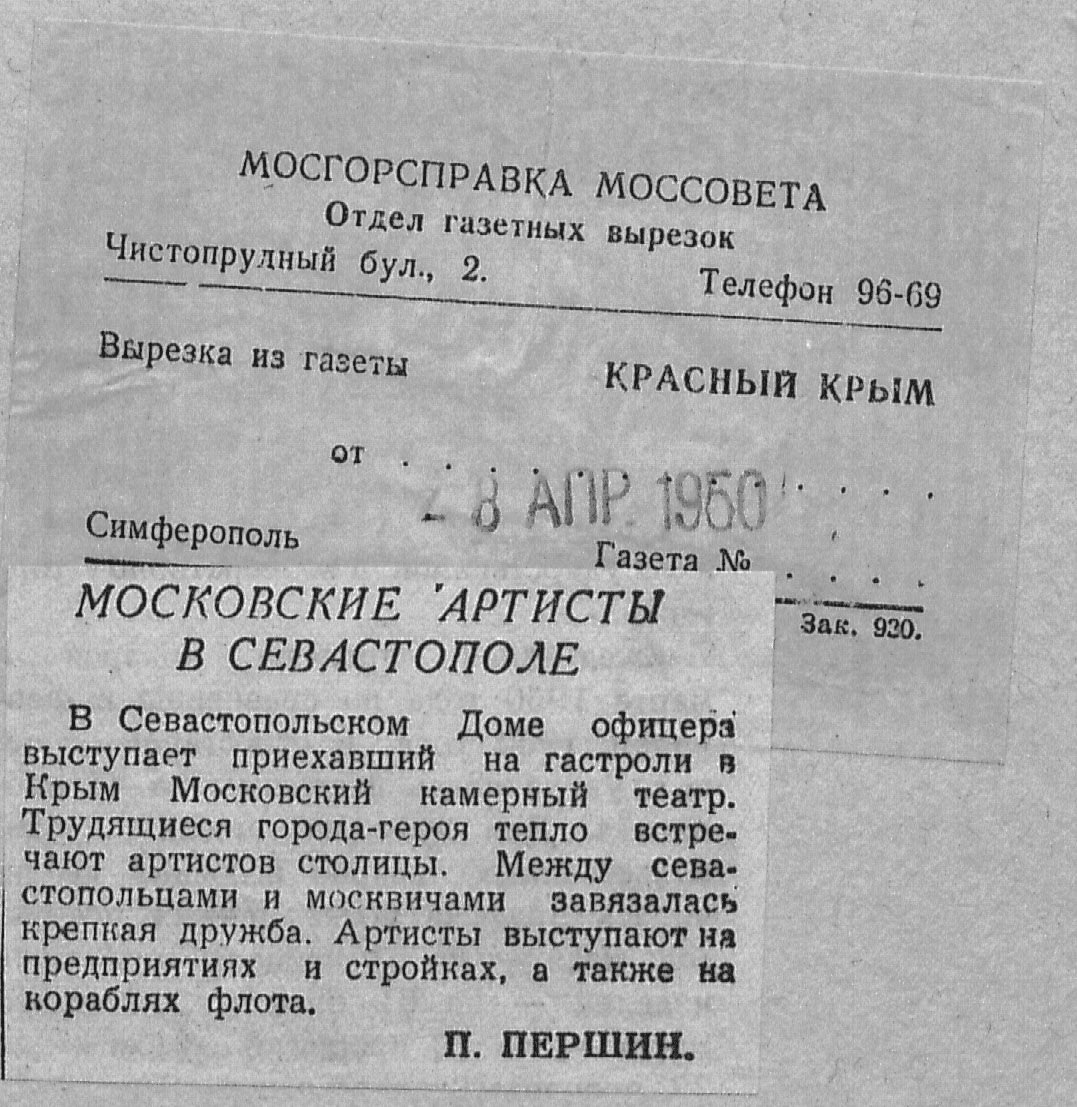 МОСГОРСПРАВКА МОССОВЕТА
Отдел газетных вырезок
Чистопрудный бул., 2. Телефон 96-69
Вырезка из газеты КРАСНЫЙ КРЫМ
от . . . . . . . . . . . .
- 8 АПР. 1950
Симферополь Газета № . . . .
Зак. 920.
МОСКОВСКИЕ АРТИСТЫ
В СЕВАСТОПОЛЕ
В Севастопольском Доме офицера
выступает приехавший на гастроли в
Крым Московский камерный театр.
Трудящиеся города-героя тепло встре-
чают артистов столицы. Между сева-
стопольцами и москвичами завязалась
крепкая дружба. Артисты выступают на
предприятиях и стройках, а также на
кораблях флота.
П. ПЕРШИН.